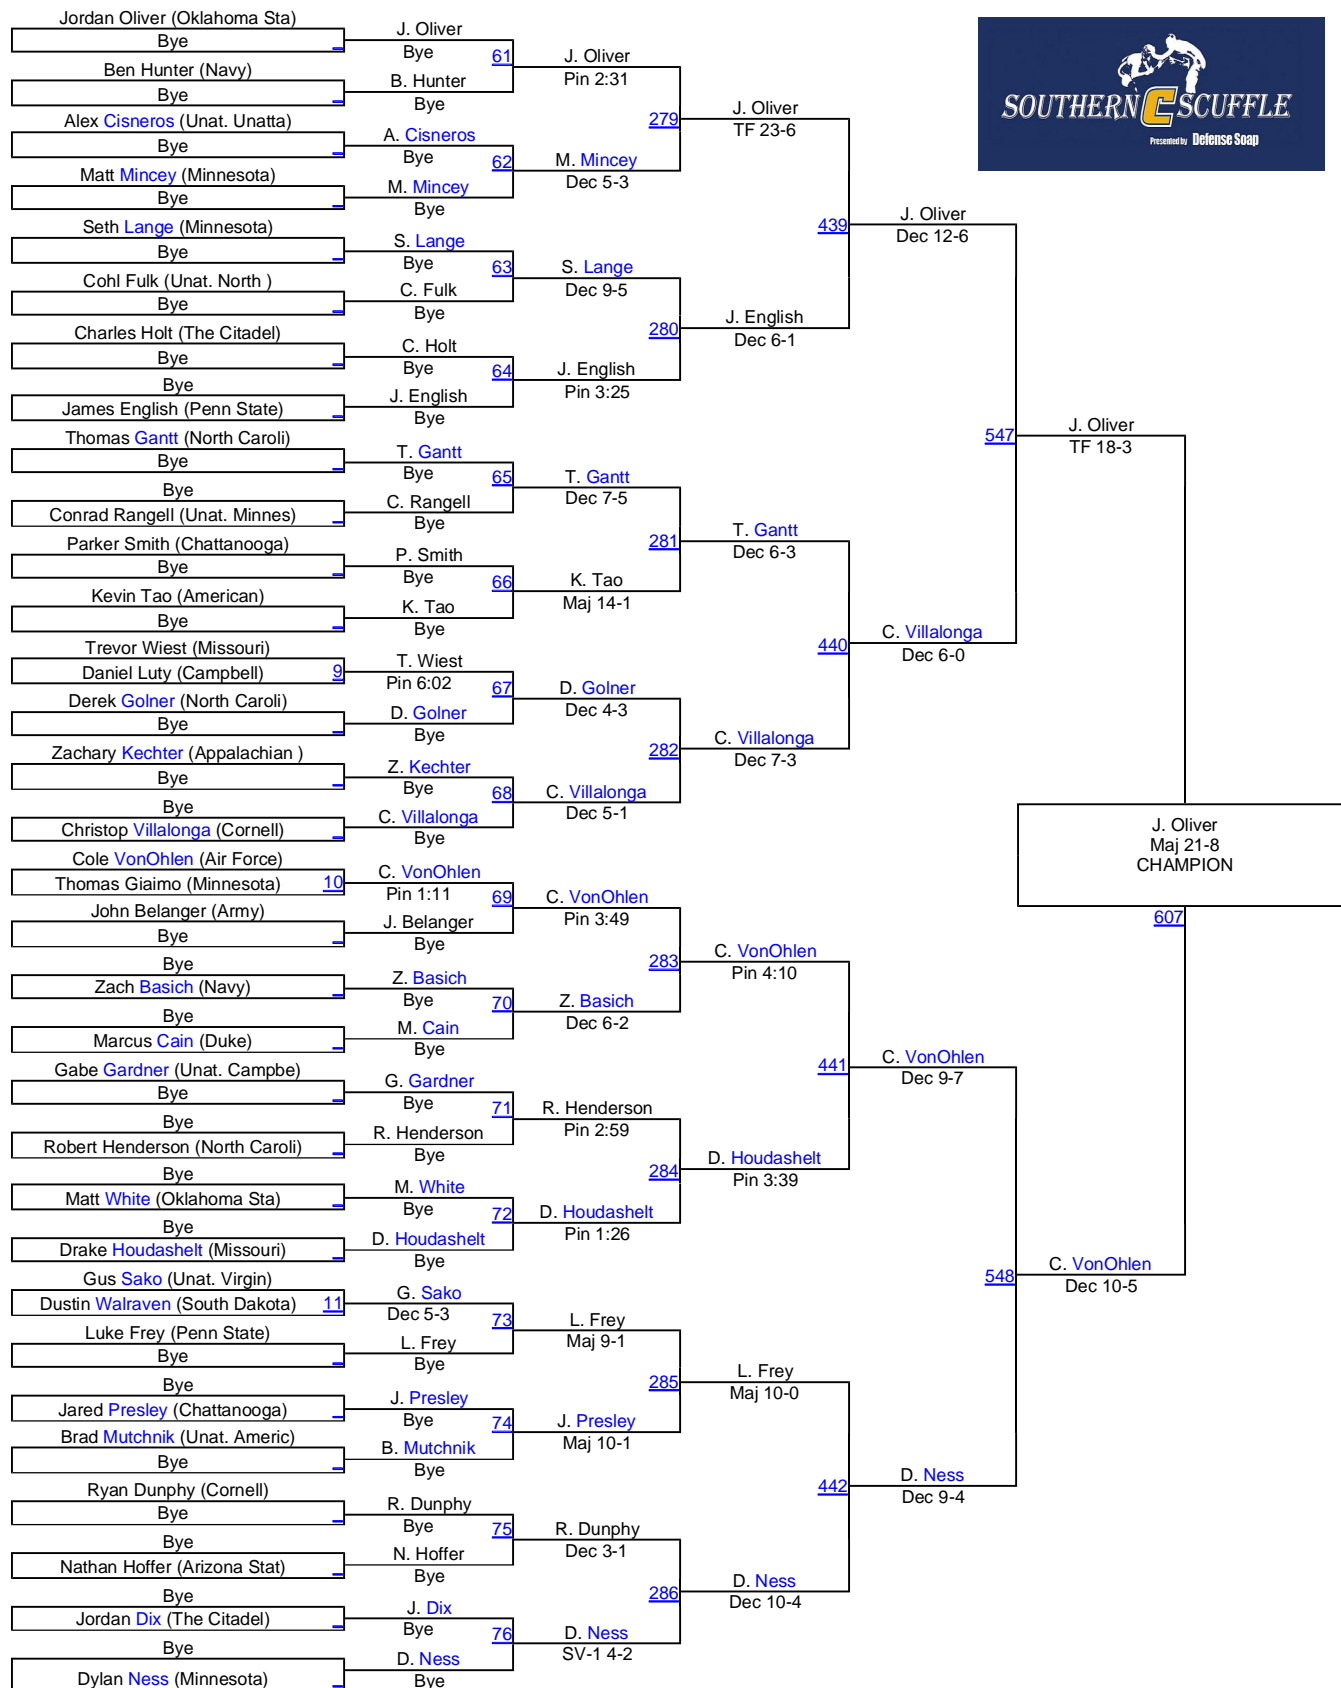 Jordan Oliver (Oklahoma Sta)
Bye
Ben Hunter (Navy)
Bye
Alex Cisneros (Unat. Unatta)
Bye
Matt Mincey (Minnesota)
Bye
Seth Lange (Minnesota)
Bye
Cohl Fulk (Unat. North )
Bye
Charles Holt (The Citadel)
Bye
Bye
James English (Penn State)
Thomas Gantt (North Caroli)
Bye
Bye
Conrad Rangell (Unat. Minnes)
Parker Smith (Chattanooga)
Bye
Kevin Tao (American)
Bye
Trevor Wiest (Missouri)
Daniel Luty (Campbell) 9
Derek Golner (North Caroli)
Bye
Zachary Kechter (Appalachian )
Bye
Bye
Christop Villalonga (Cornell)
Cole VonOhlen (Air Force)
Thomas Giaimo (Minnesota) 10
John Belanger (Army)
Bye
Bye
Zach Basich (Navy)
Bye
Marcus Cain (Duke)
Gabe Gardner (Unat. Campbe)
Bye
Bye
Robert Henderson (North Caroli)
Bye
Matt White (Oklahoma Sta)
Bye
Drake Houdashelt (Missouri)
Gus Sako (Unat. Virgin)
Dustin Walraven (South Dakota) 11
Luke Frey (Penn State)
Bye
Bye
Jared Presley (Chattanooga)
Brad Mutchnik (Unat. Americ)
Bye
Ryan Dunphy (Cornell)
Bye
Bye
Nathan Hoffer (Arizona Stat)
Bye
Jordan Dix (The Citadel)
Bye
Dylan Ness (Minnesota)
J. Oliver
Bye
61
B. Hunter
Bye
A. Cisneros
Bye
62
M. Mincey
Bye
S. Lange
Bye
63
C. Fulk
Bye
C. Holt
Bye
64
J. English
Bye
T. Gantt
Bye
65
C. Rangell
Bye
P. Smith
Bye
66
K. Tao
Bye
T. Wiest
Pin 6:02
67
D. Golner
Bye
Z. Kechter
Bye
68
C. Villalonga
Bye
C. VonOhlen
Pin 1:11
69
J. Belanger
Bye
Z. Basich
Bye
70
M. Cain
Bye
G. Gardner
Bye
71
R. Henderson
Bye
M. White
Bye
72
D. Houdashelt
Bye
G. Sako
Dec 5-3
73
L. Frey
Bye
J. Presley
Bye
74
B. Mutchnik
Bye
R. Dunphy
Bye
75
N. Hoffer
Bye
J. Dix
Bye
76
D. Ness
Bye
J. Oliver
Pin 2:31
279
M. Mincey
Dec 5-3
S. Lange
Dec 9-5
280
J. English
Pin 3:25
T. Gantt
Dec 7-5
281
K. Tao
Maj 14-1
D. Golner
Dec 4-3
282
C. Villalonga
Dec 5-1
C. VonOhlen
Pin 3:49
283
Z. Basich
Dec 6-2
R. Henderson
Pin 2:59
284
D. Houdashelt
Pin 1:26
L. Frey
Maj 9-1
285
J. Presley
Maj 10-1
R. Dunphy
Dec 3-1
286
D. Ness
SV-1 4-2
J. Oliver
TF 23-6
439
J. English
Dec 6-1
T. Gantt
Dec 6-3
440
C. Villalonga
Dec 7-3
C. VonOhlen
Pin 4:10
441
D. Houdashelt
Pin 3:39
L. Frey
Maj 10-0
442
D. Ness
Dec 10-4
J. Oliver
Dec 12-6
547
C. Villalonga
Dec 6-0
C. VonOhlen
Dec 9-7
548
D. Ness
Dec 9-4
J. Oliver
TF 18-3
C. VonOhlen
Dec 10-5
J. Oliver
Maj 21-8
CHAMPION
607
SOUTHERN C SCUFFLE
Presented by Defense Soap